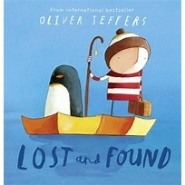 From international bestseller
OLIVER JEFFERS
LOST and FOUND